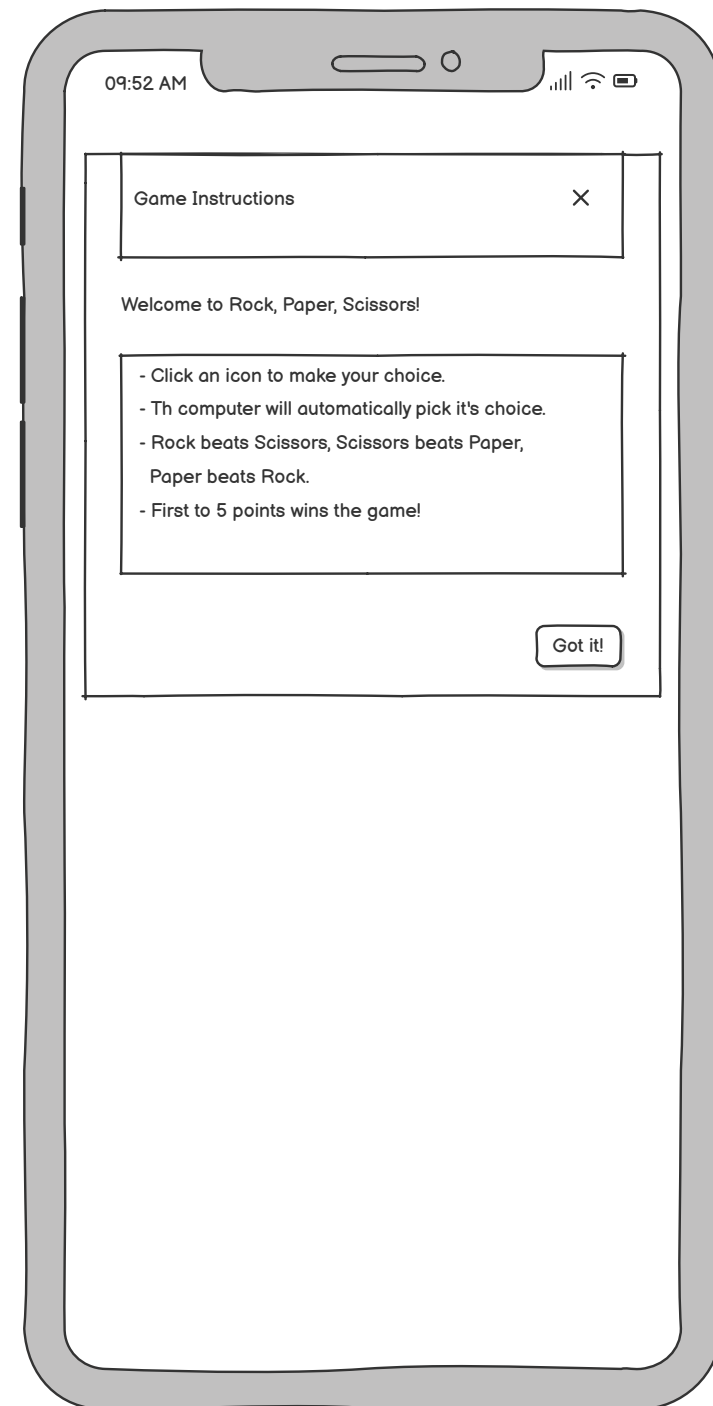 09:52 AM
Game Instructions
Welcome to Rock, Paper, Scissors!
- Click an icon to make your choice.
- Th computer will automatically pick it's choice.
- Rock beats Scissors, Scissors beats Paper,
Paper beats Rock.
- First to 5 points wins the game!
Got it!